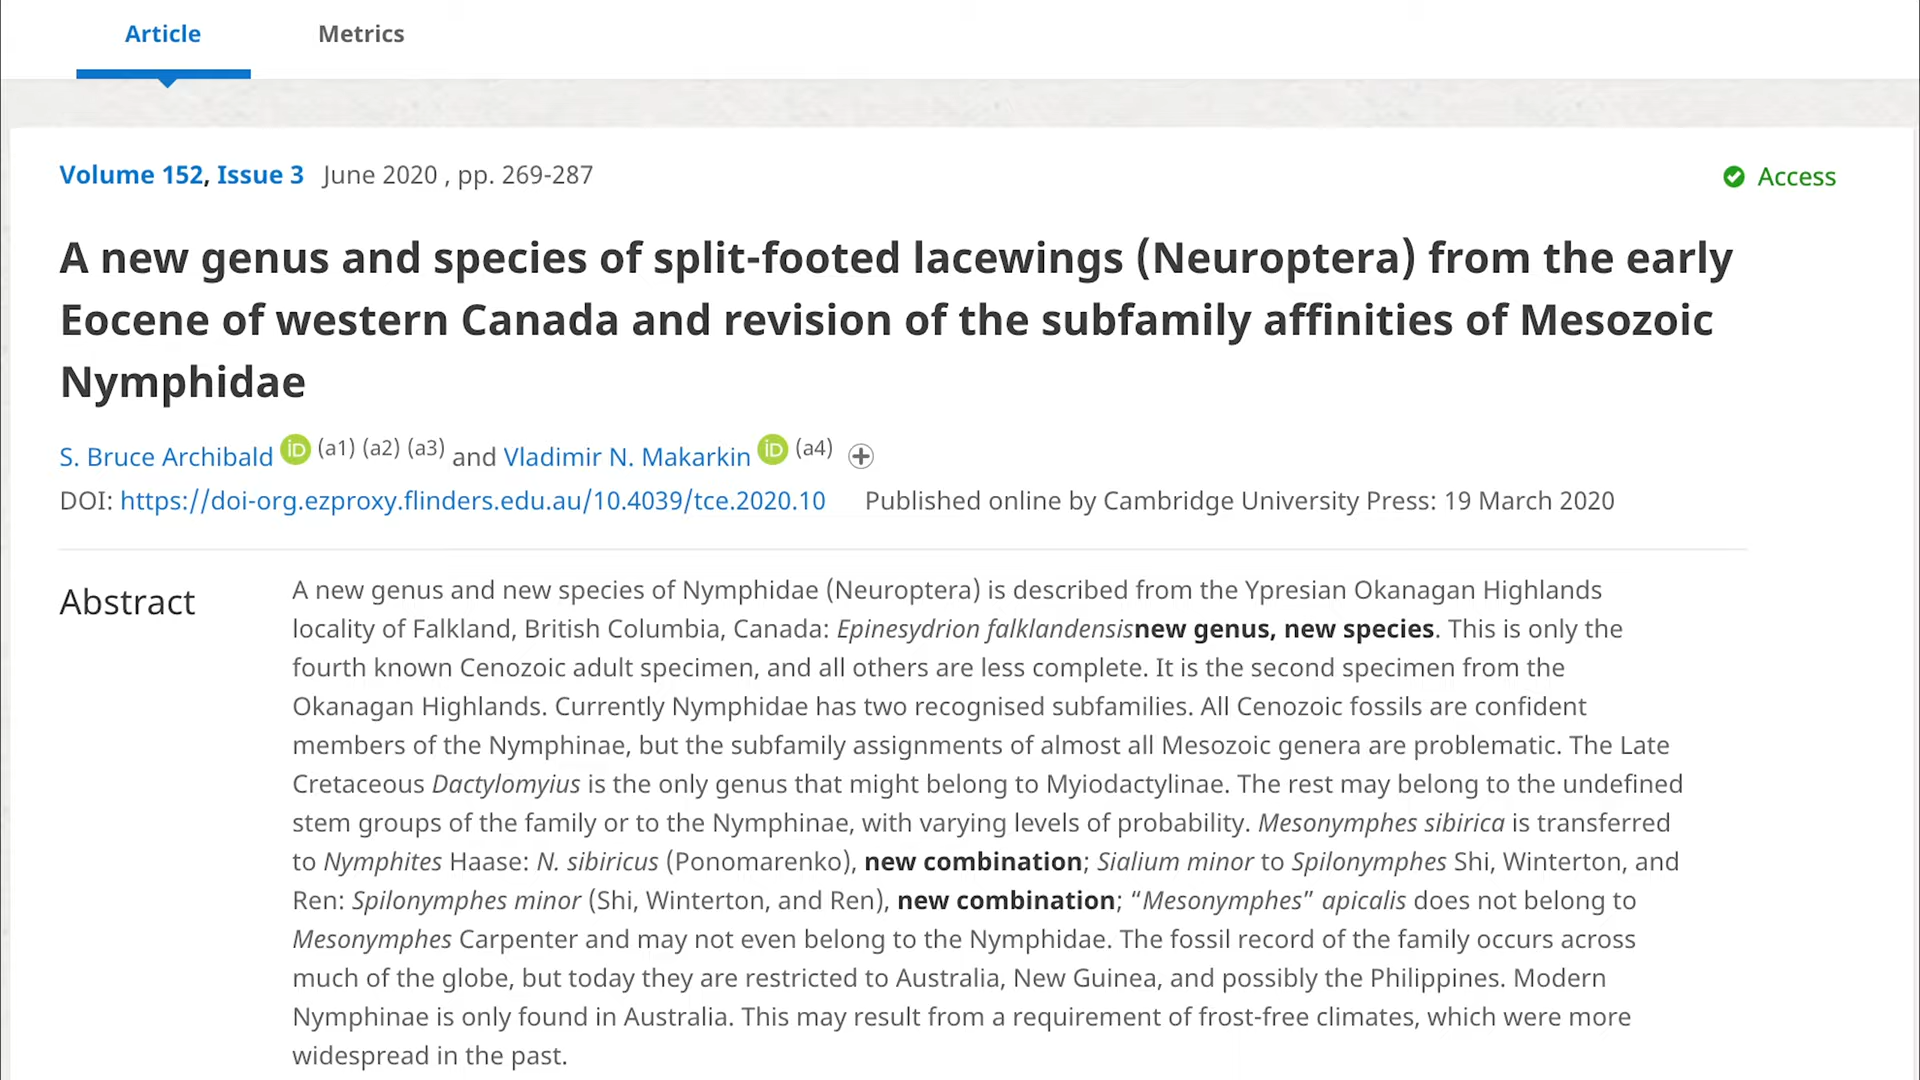 Article Metrics
Volume 152, Issue 3 June 2020 , pp. 269-287
Access
A new genus and species of split-footed lacewings (Neuroptera) from the early
Eocene of western Canada and revision of the subfamily affinities of Mesozoic
Nymphidae
S. Bruce Archibald iD (a1) (a2) (a3) and Vladimir N. Makarkin iD (a4)
DOI: https://doi-org.ezproxy.flinders.edu.au/10.4039/tce.2020.10 Published online by Cambridge University Press: 19 March 2020
Abstract
A new genus and new species of Nymphidae (Neuroptera) is described from the Ypresian Okanagan Highlands
locality of Falkland, British Columbia, Canada: Epinesydrion falklandensisnew genus, new species. This is only the
fourth known Cenozoic adult specimen, and all others are less complete. It is the second specimen from the
Okanagan Highlands. Currently Nymphidae has two recognised subfamilies. All Cenozoic fossils are confident
members of the Nymphinae, but the subfamily assignments of almost all Mesozoic genera are problematic. The Late
Cretaceous Dactylomyius is the only genus that might belong to Myiodactylinae. The rest may belong to the undefined
stem groups of the family or to the Nymphinae, with varying levels of probability. Mesonymphes sibirica is transferred
to Nymphites Haase: N. sibiricus (Ponomarenko), new combination; Sialium minor to Spilonymphes Shi, Winterton, and
Ren: Spilonymphes minor (Shi, Winterton, and Ren), new combination; “Mesonymphes” apicalis does not belong to
Mesonymphes Carpenter and may not even belong to the Nymphidae. The fossil record of the family occurs across
much of the globe, but today they are restricted to Australia, New Guinea, and possibly the Philippines. Modern
Nymphinae is only found in Australia. This may result from a requirement of frost-free climates, which were more
widespread in the past.